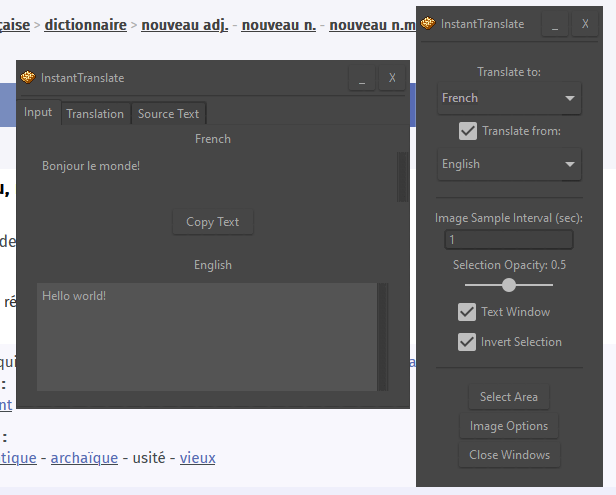 çaise > dictionnaire > nouveau adj. - nouveau n. - nouveau n.m
InstantTranslate _ X
Input Translation Source Text
French
Bonjour le monde!
Copy Text
English
Hello world!
u,
de
ré
qui
:
nt
:
tique - archaïque - usité - vieux
InstantTranslate _ X
Translate to:
French
Translate from:
English
Image Sample Interval (sec):
1
Selection Opacity: 0.5
Text Window
Invert Selection
Select Area
Image Options
Close Windows